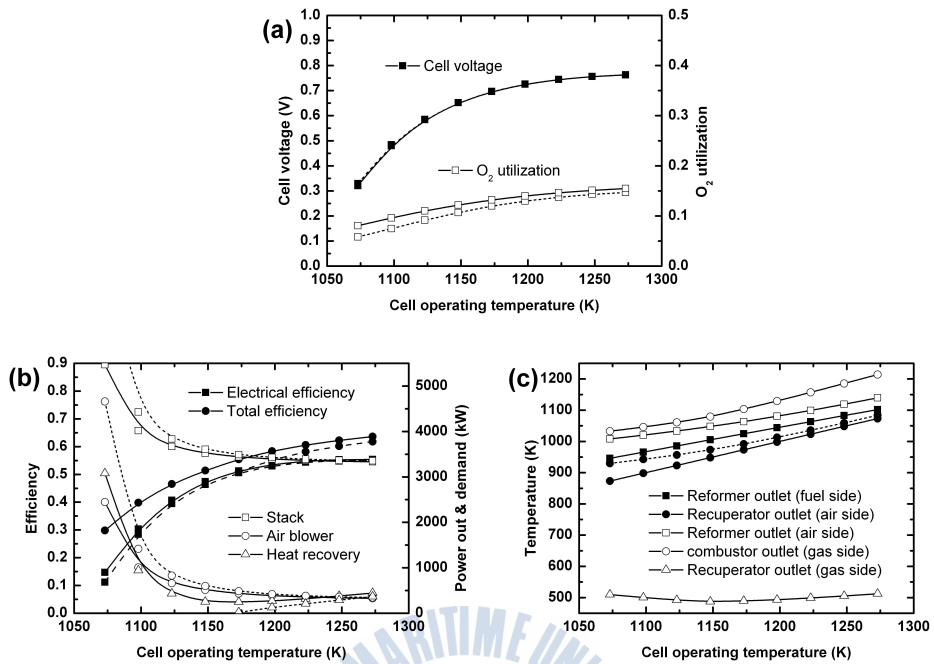 (a)
1.0
0.9
0.8
0.7
0.6
0.5
0.4
0.3
0.2
0.1
0.0
Cell voltage (V)
0.5
0.4
0.3
0.2
0.1
0.0
O2 utilization
Cell voltage
O2 utilization
1050 1100 1150 1200 1250 1300
Cell operating temperature (K)
(b)
0.9
0.8
0.7
0.6
0.5
0.4
0.3
0.2
0.1
0.0
Efficiency
5000
4000
3000
2000
1000
0
Power out & demand (kW)
Electrical efficiency
Total efficiency
Stack
Air blower
Heat recovery
1050 1100 1150 1200 1250 1300
Cell operating temperature (K)
(c)
1200
1100
1000
900
800
700
600
500
Temperature (K)
Reformer outlet (fuel side)
Recuperator outlet (air side)
Reformer outlet (air side)
combustor outlet (gas side)
Recuperator outlet (gas side)
1050 1100 1150 1200 1250 1300
Cell operating temperature (K)
MARITIME UN